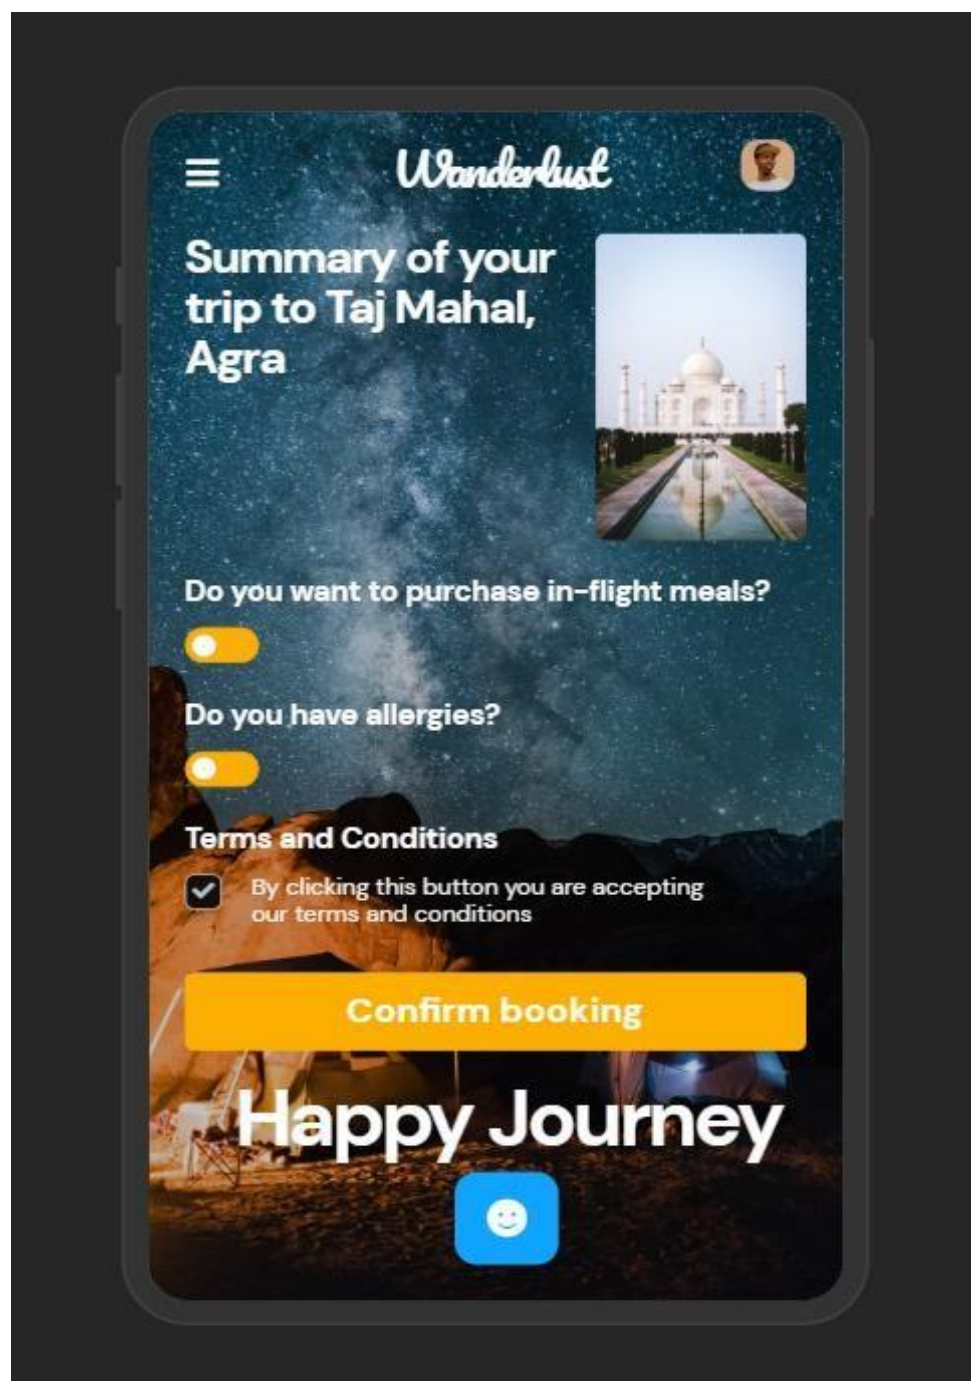 Wanderlust
Summary of your
trip to Taj Mahal,
Agra
Do you want to purchase in-flight meals?
Do you have allergies?
Terms and Conditions
By clicking this button you are accepting
our terms and conditions
Confirm booking
Happy Journey